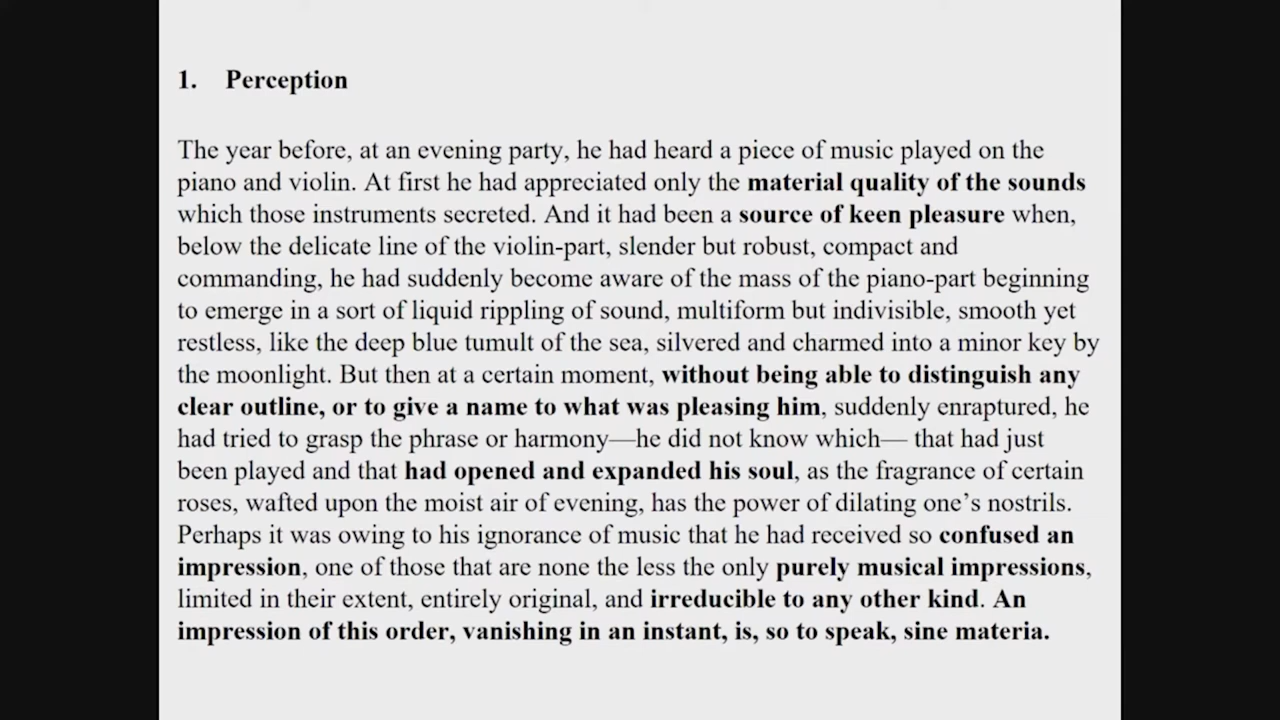 1. Perception
The year before, at an evening party, he had heard a piece of music played on the
piano and violin. At first he had appreciated only the material quality of the sounds
which those instruments secreted. And it had been a source of keen pleasure when,
below the delicate line of the violin-part, slender but robust, compact and
commanding, he had suddenly become aware of the mass of the piano-part beginning
to emerge in a sort of liquid rippling of sound, multiform but indivisible, smooth yet
restless, like the deep blue tumult of the sea, silvered and charmed into a minor key by
the moonlight. But then at a certain moment, without being able to distinguish any
clear outline, or to give a name to what was pleasing him, suddenly enraptured, he
had tried to grasp the phrase or harmony—he did not know which— that had just
been played and that had opened and expanded his soul, as the fragrance of certain
roses, wafted upon the moist air of evening, has the power of dilating one’s nostrils.
Perhaps it was owing to his ignorance of music that he had received so confused an
impression, one of those that are none the less the only purely musical impressions,
limited in their extent, entirely original, and irreducible to any other kind. An
impression of this order, vanishing in an instant, is, so to speak, sine materia.